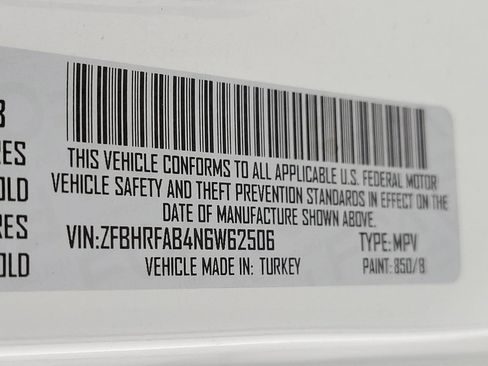 THIS VEHICLE CONFORMS TO ALL APPLICABLE U.S. FEDERAL MOTOR
VEHICLE SAFETY AND THEFT PREVENTION STANDARDS IN EFFECT ON THE
DATE OF MANUFACTURE SHOWN ABOVE.
VIN:ZFBHRFAB4N6W62506 TYPE:MPV
VEHICLE MADE IN: TURKEY PAINT: 850/B
RES
OLD
RES
OLD